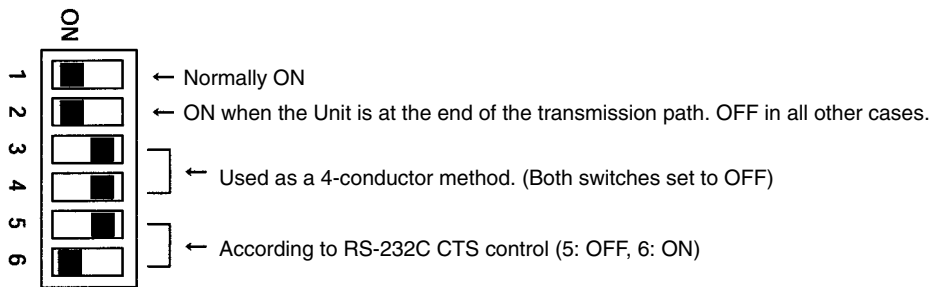 ON
1 ← Normally ON
2 ← ON when the Unit is at the end of the transmission path. OFF in all other cases.
3
4
← Used as a 4-conductor method. (Both switches set to OFF)
5
6
← According to RS-232C CTS control (5: OFF, 6: ON)